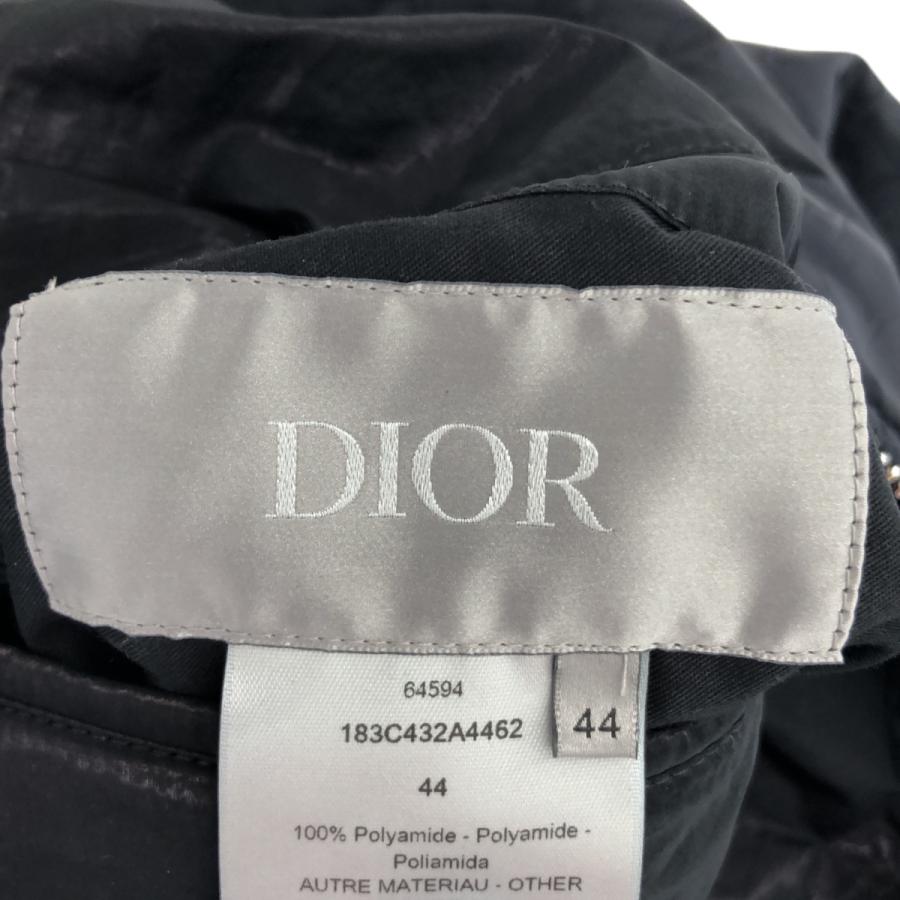 DIOR
64594
183C432A4462
44
44
100% Polyamide - Polyamide -
Poliamida
AUTRE MATERIAU - OTHER